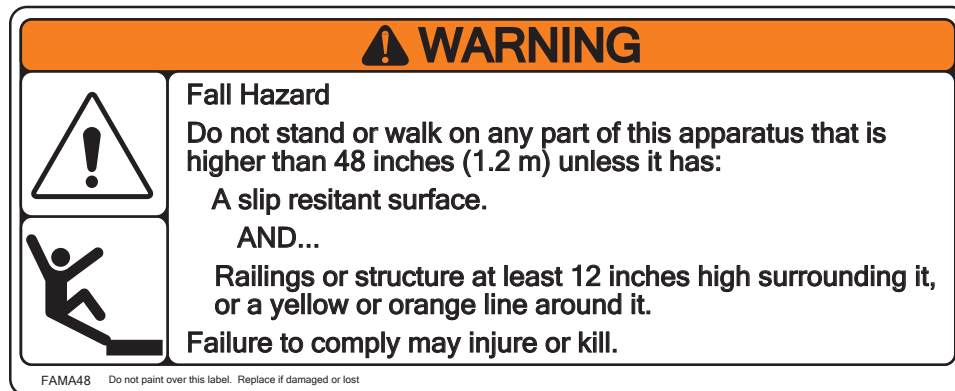 WARNING
Fall Hazard
Do not stand or walk on any part of this apparatus that is
higher than 48 inches (1.2 m) unless it has:
A slip resitant surface.
AND...
Railings or structure at least 12 inches high surrounding it,
or a yellow or orange line around it.
Failure to comply may injure or kill.
FAMA48 Do not paint over this label. Replace if damaged or lost